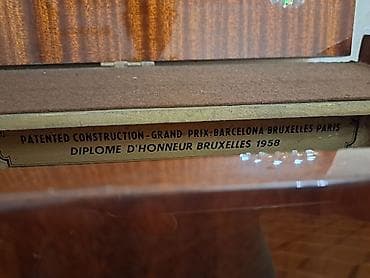 PATENTED CONSTRUCTION-GRAND PRIX:BARCELONA-BRUXELLES-PARIS
DIPLOME D'HONNEUR BRUXELLES 1958